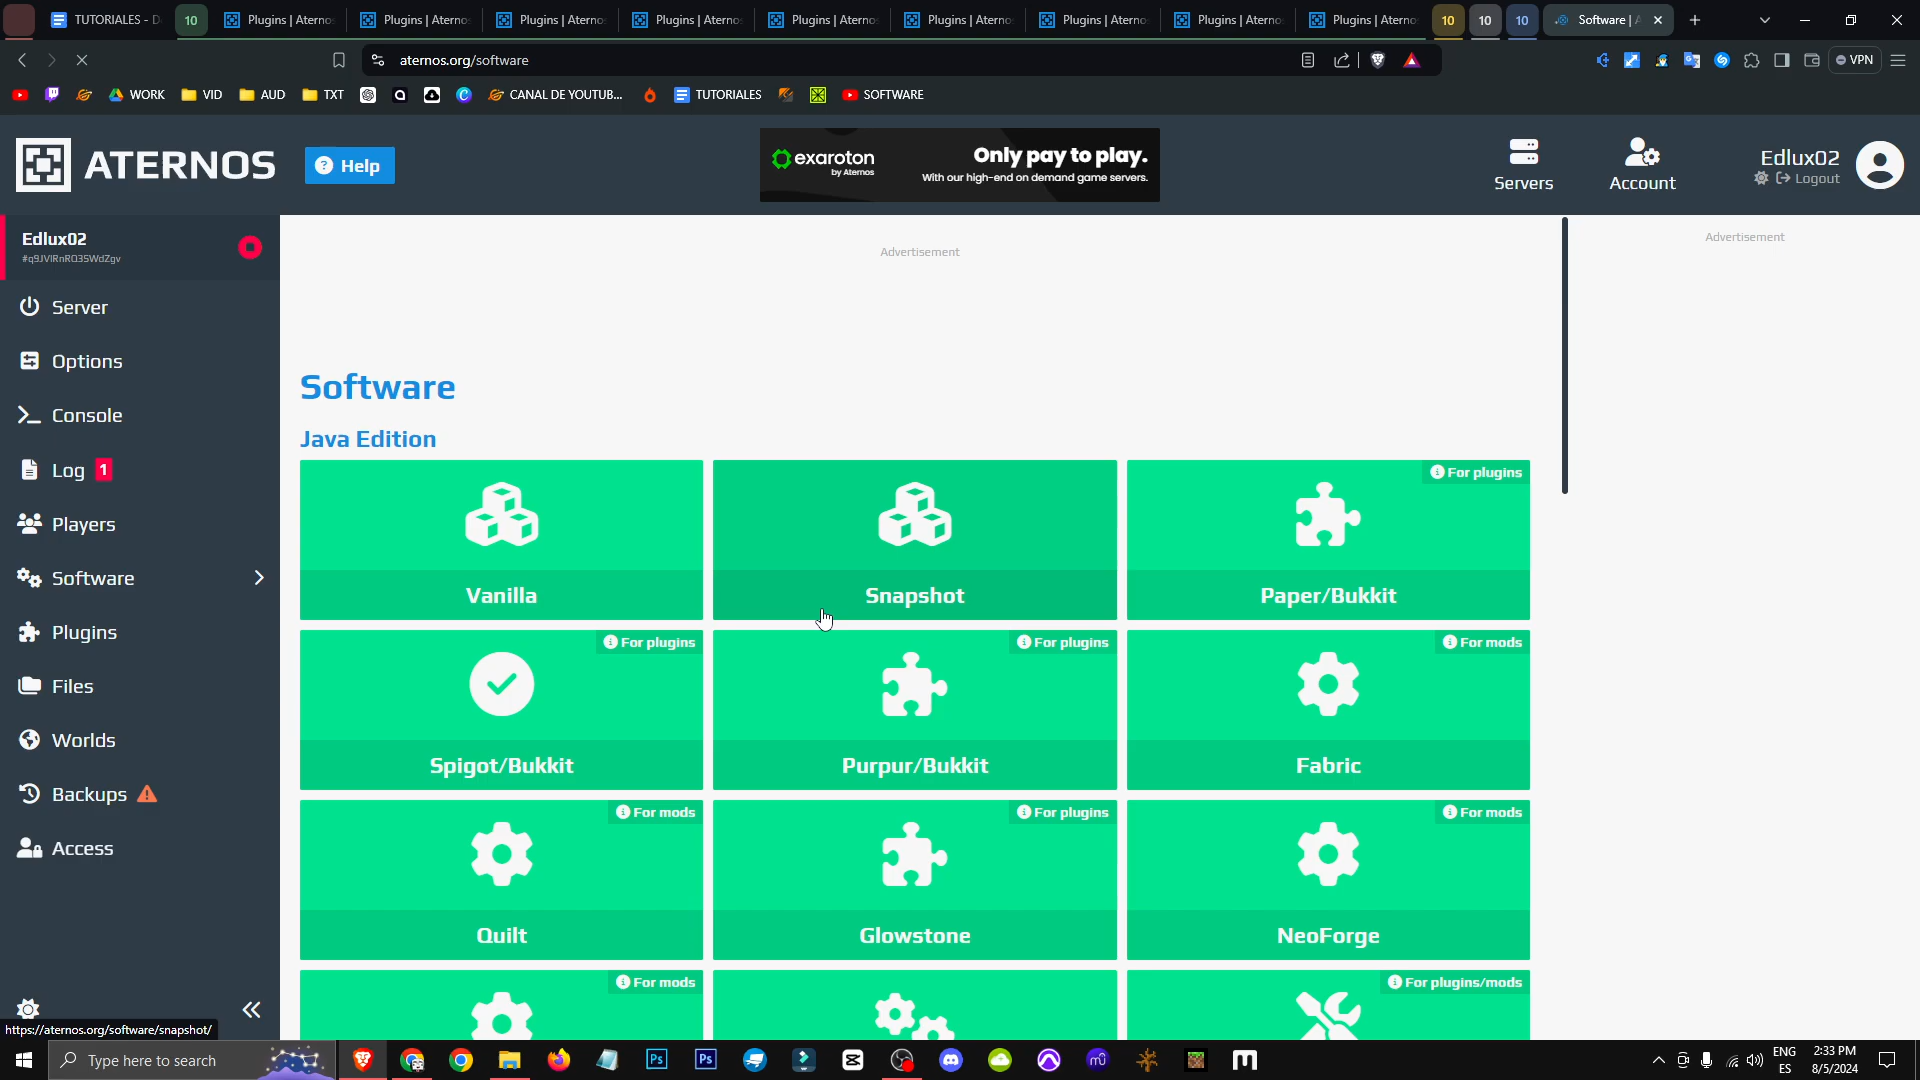 TUTORIALES - D
10
Plugins | Aterno
Plugins | Aterno
Plugins | Aterno
Plugins | Aterno
Plugins | Aterno
Plugins | Aterno
Plugins | Aterno
Plugins | Aterno
Plugins | Aterno
10
10
10
Software | A
aternos.org/software
VPN
WORK
VID
AUD
TXT
CANAL DE YOUTUB...
TUTORIALES
SOFTWARE
ATERNOS
Help
exaroton
by Aternos
Only pay to play.
With our high-end on demand game servers.
Servers
Account
Edlux02
Logout
Edlux02
Server
Options
Console
Log 1
Players
Software
Plugins
Files
Worlds
Backups
Access
https://aternos.org/software/snapshot/
Advertisement
Advertisement
Software
Java Edition
Vanilla
Snapshot
For plugins
Paper/Bukkit
For plugins
Spigot/Bukkit
For plugins
Purpur/Bukkit
For mods
Fabric
For mods
Quilt
For plugins
Glowstone
For mods
NeoForge
For mods
For plugins/mods
Type here to search
Ps
Ps
ENG
ES
2:33 PM
8/5/2024